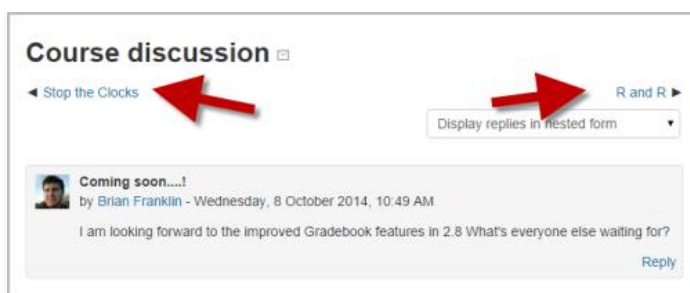 Course discussion
◄ Stop the Clocks
R and R ►
Display replies in nested form
Coming soon....!
by Brian Franklin - Wednesday, 8 October 2014, 10:49 AM
I am looking forward to the improved Gradebook features in 2.8 What's everyone else waiting for?
Reply